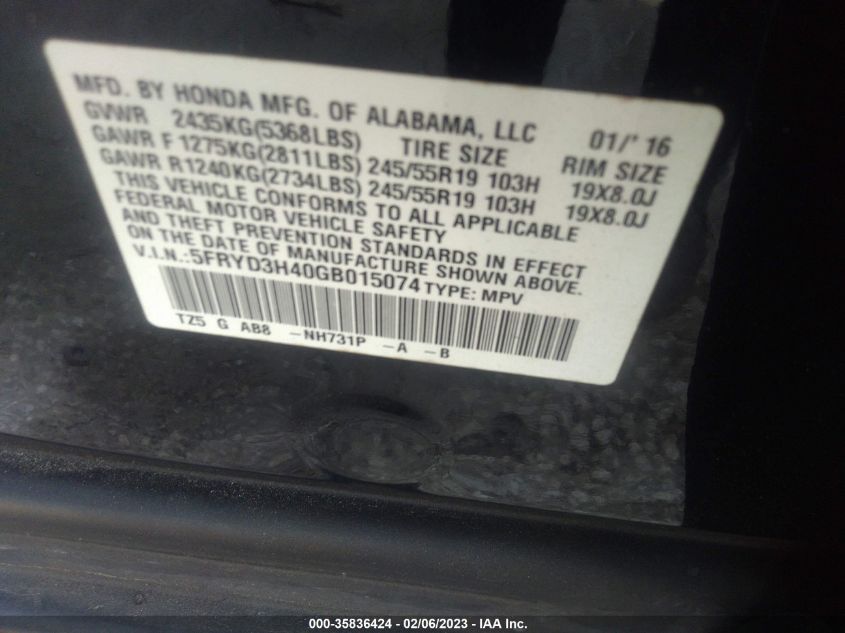 MFD. BY HONDA MFG. OF ALABAMA, LLC 01/' 16
GVWR 2435KG(5368LBS) TIRE SIZE RIM SIZE
GAWR F 1275KG(2811LBS) 245/55R19 103H 19X8.0J
GAWR R1240KG(2734LBS) 245/55R19 103H 19X8.0J
THIS VEHICLE CONFORMS TO ALL APPLICABLE
FEDERAL MOTOR VEHICLE SAFETY
AND THEFT PREVENTION STANDARDS IN EFFECT
ON THE DATE OF MANUFACTURE SHOWN ABOVE.
V.I.N.:5FRYD3H40GB015074 TYPE: MPV
TZ5 G AB8 -NH731P -A -B
000-35836424 - 02/06/2023 - IAA Inc.